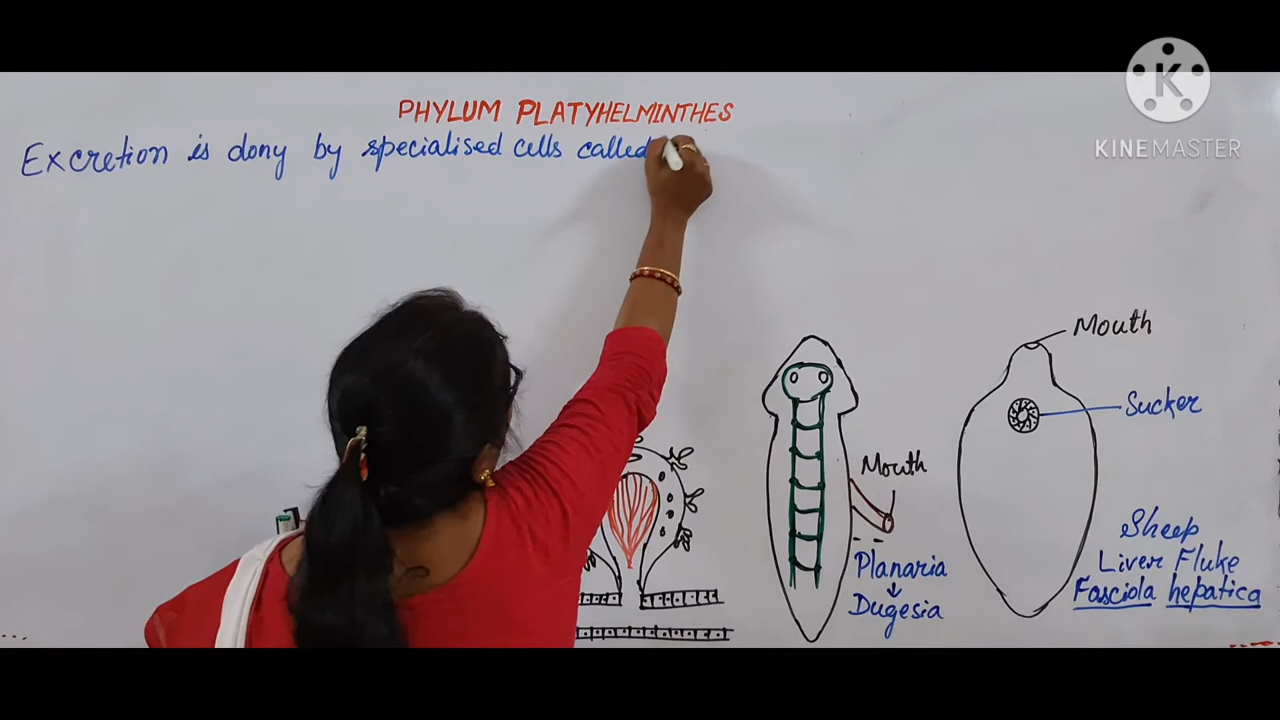 PHYLUM PLATYHELMINTHES
Excretion is dony by specialised cells called
KINEMASTER
Mouth
Sucker
Mouth
Sheep
Liver Fluke
Fasciola hepatica
Planaria
Dugesia